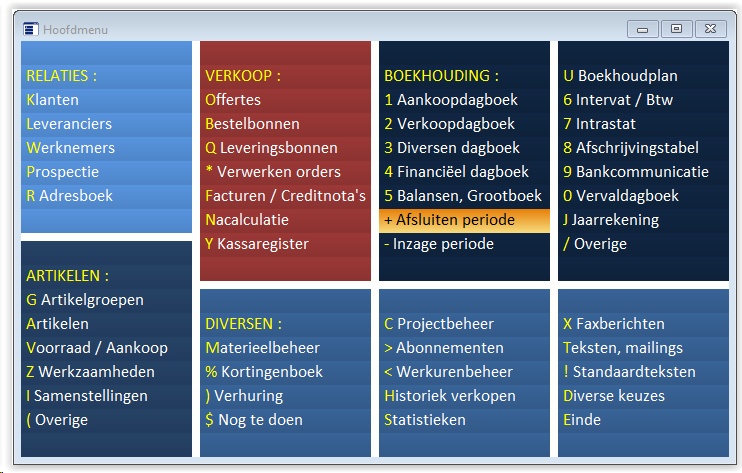 Hoofdmenu
RELATIES :
Klanten
Leveranciers
Werknemers
Prospectie
R Adresboek
ARTIKELEN :
G Artikelgroepen
Artikelen
Voorraad / Aankoop
Z Werkzaamheden
I Samenstellingen
( Overige
VERKOOP :
Offertes
Bestelbonnen
Q Leveringsbonnen
* Verwerken orders
Facturen / Creditnota's
Nacalculatie
Y Kassaregister
DIVERSEN :
Materieelbeheer
% Kortingenboek
) Verhuring
$ Nog te doen
BOEKHOUDING :
1 Aankoopdagboek
2 Verkoopdagboek
3 Diversen dagboek
4 Financiëel dagboek
5 Balansen, Grootboek
+ Afsluiten periode
- Inzage periode
C Projectbeheer
> Abonnementen
< Werkurenbeheer
Historiek verkopen
Statistieken
U Boekhoudplan
6 Intervat / Btw
7 Intrastat
8 Afschrijvingstabel
9 Bankcommunicatie
0 Vervaldagboek
J Jaarrekening
/ Overige
X Faxberichten
Teksten, mailings
! Standaardteksten
Diverse keuzes
Einde